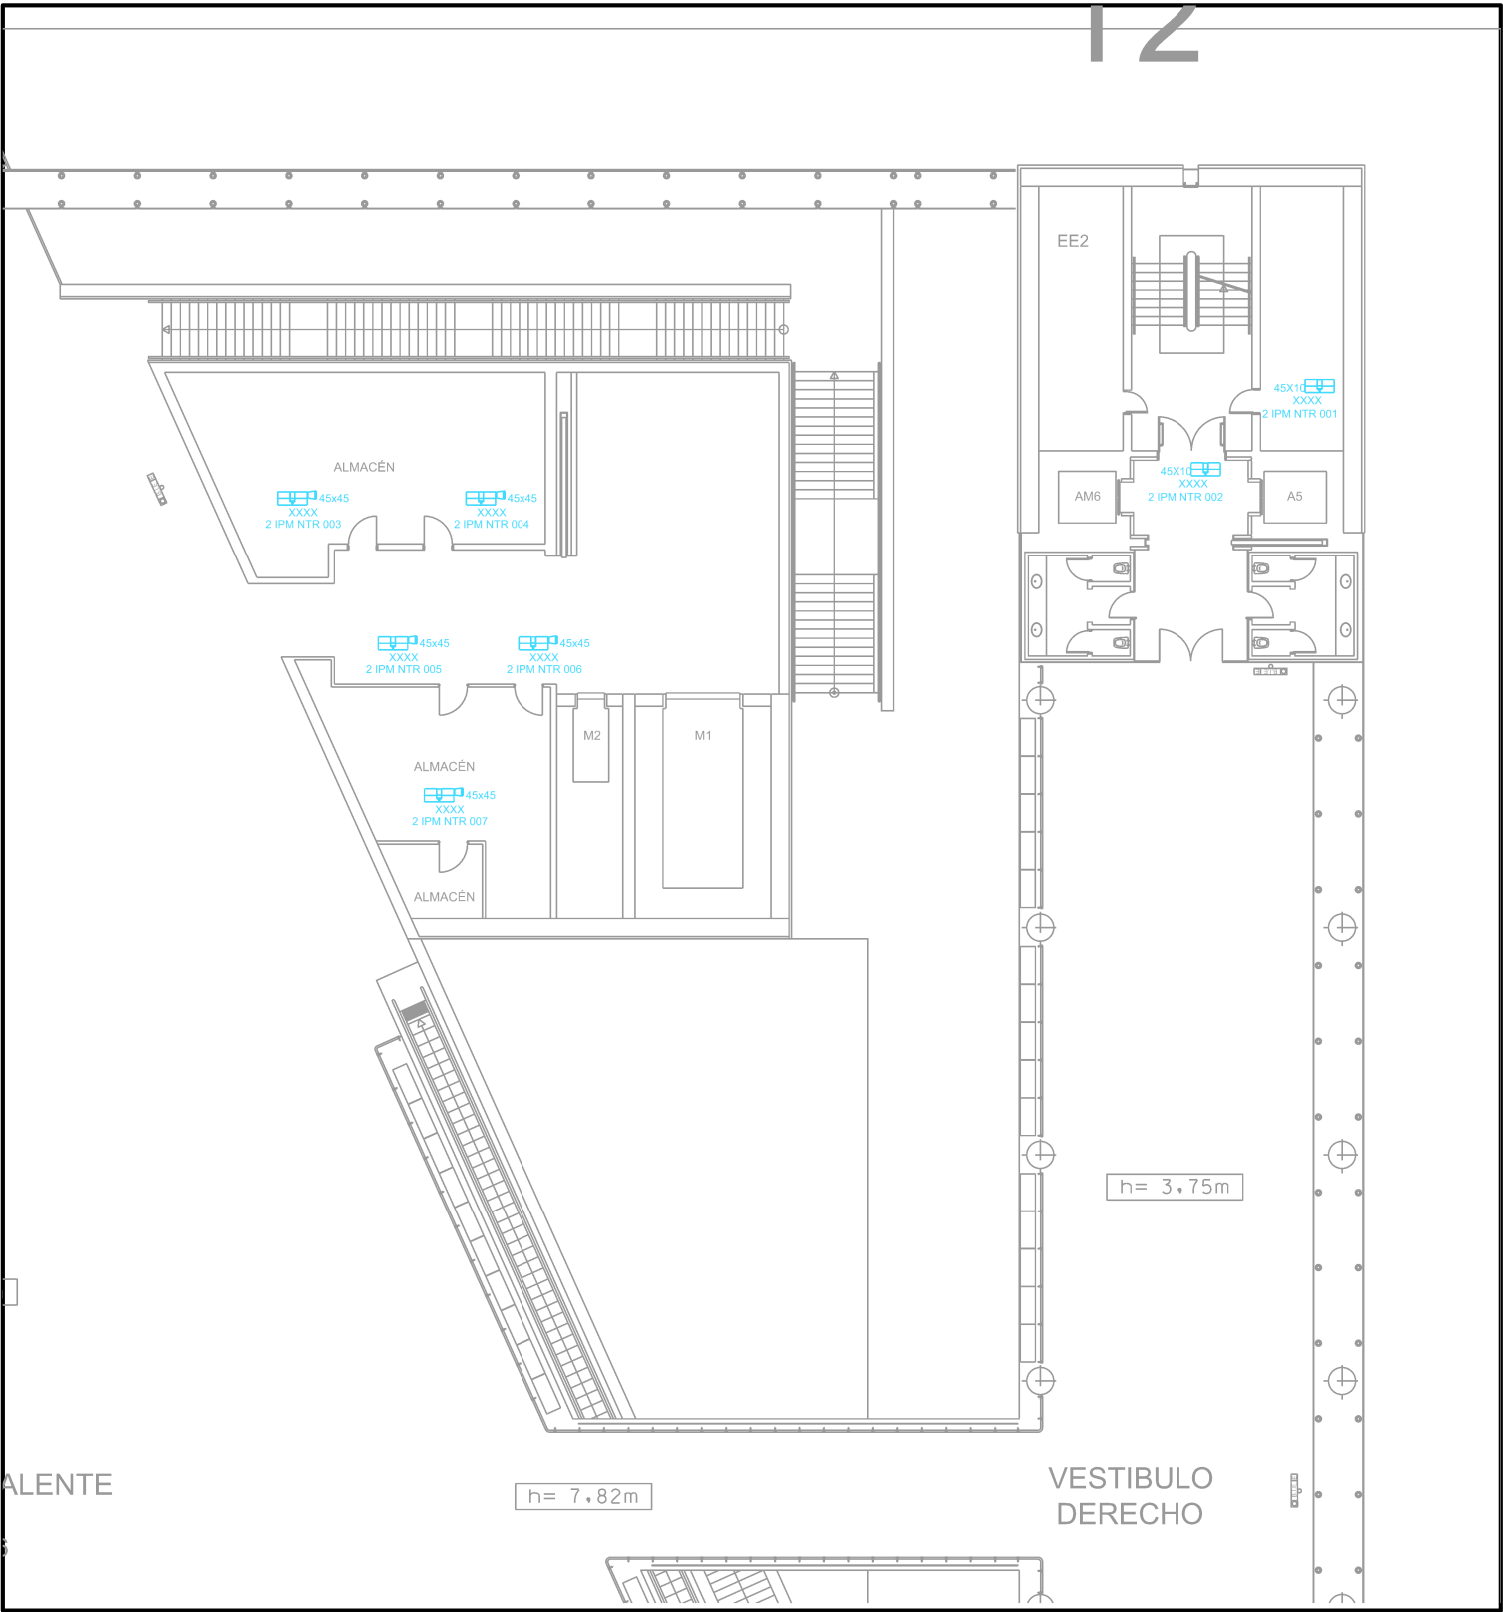 12
EE2
45X10
XXXX
2 IPM NTR 001
ALMACÉN
45X10
XXXX
2 IPM NTR 002
AM6
A5
45x45
XXXX
2 IPM NTR 003
45x45
XXXX
2 IPM NTR 004
45x45
XXXX
2 IPM NTR 005
45x45
XXXX
2 IPM NTR 006
M2
M1
ALMACÉN
45x45
XXXX
2 IPM NTR 007
ALMACÉN
h= 3,75m
ALENTE
h= 7,82m
VESTIBULO
DERECHO